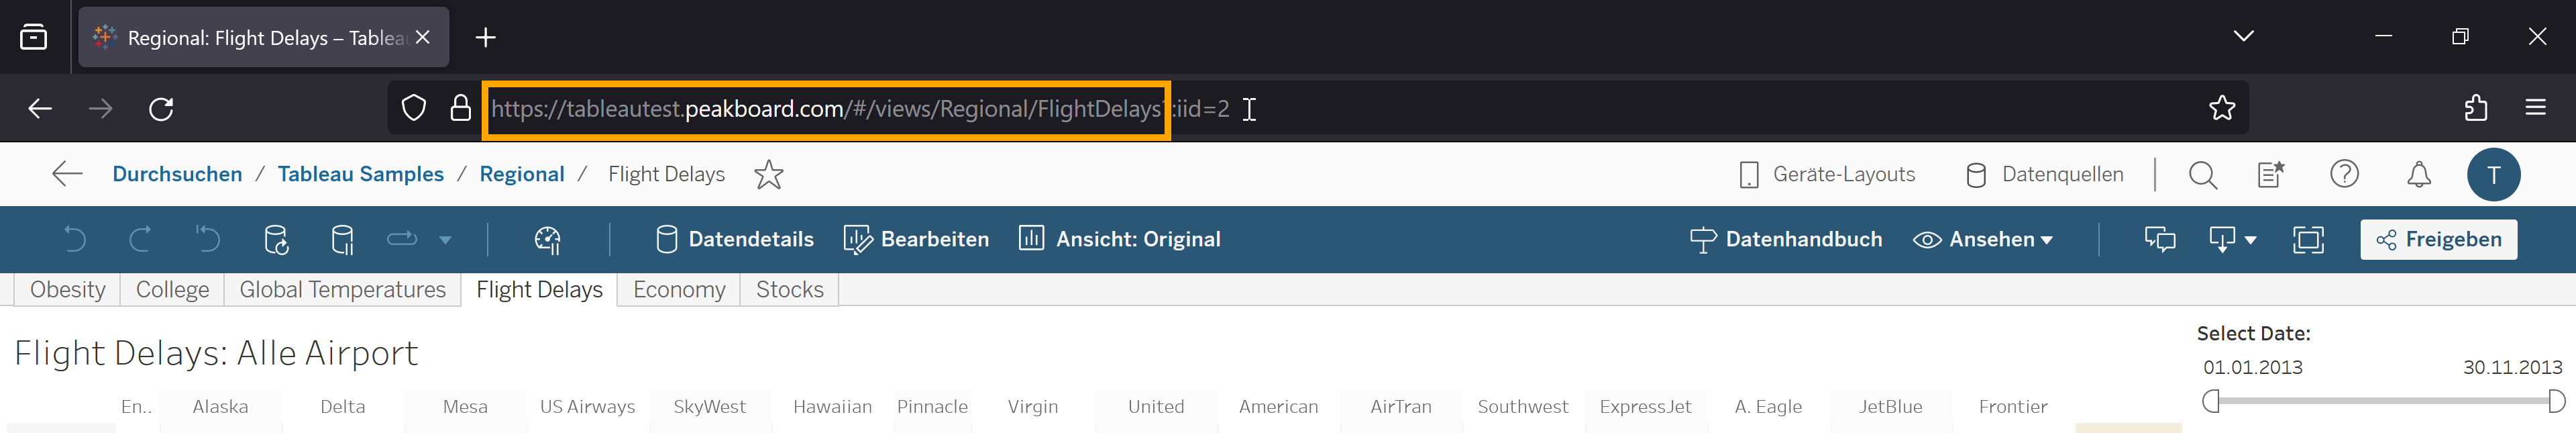 Regional: Flight Delays – Tablea
https://tableautest.peakboard.com/#/views/Regional/FlightDelays?:iid=2
Durchsuchen / Tableau Samples / Regional / Flight Delays
Geräte-Layouts
Datenquellen
T
Datendetails
Bearbeiten
Ansicht: Original
Datenhandbuch
Ansehen
Freigeben
Obesity
College
Global Temperatures
Flight Delays
Economy
Stocks
Flight Delays: Alle Airport
Select Date:
01.01.2013
30.11.2013
En..
Alaska
Delta
Mesa
US Airways
SkyWest
Hawaiian
Pinnacle
Virgin
United
American
AirTran
Southwest
ExpressJet
A. Eagle
JetBlue
Frontier